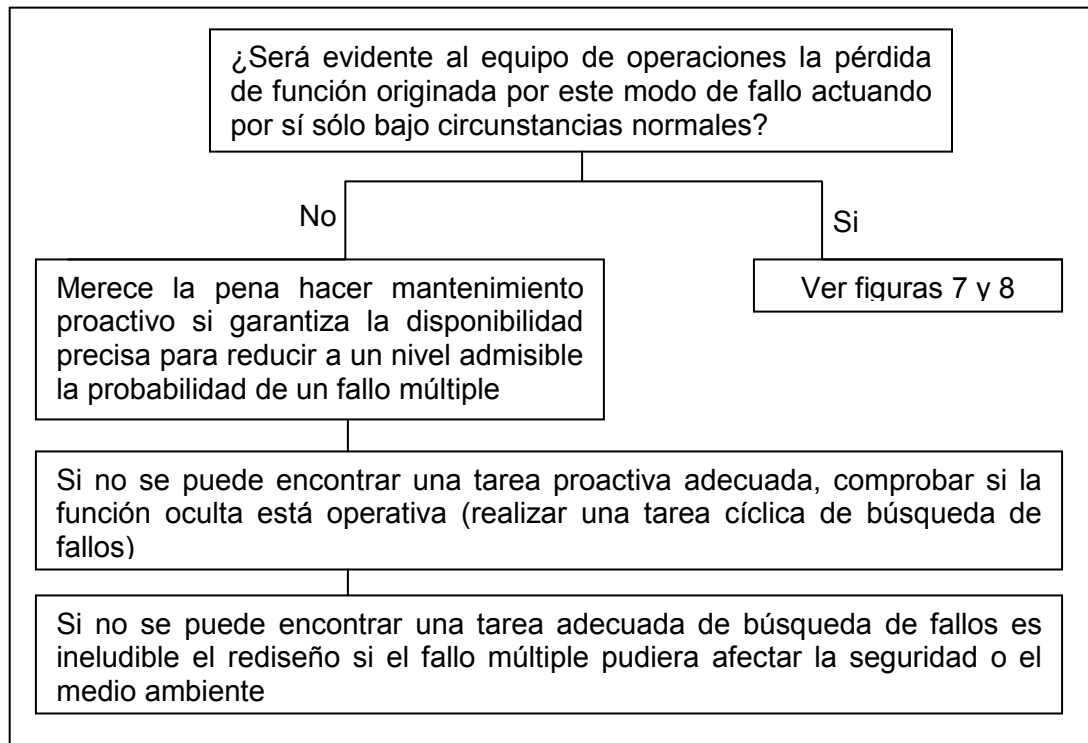 ¿Será evidente al equipo de operaciones la pérdida
de función originada por este modo de fallo actuando
por sí sólo bajo circunstancias normales?
No
Si
Merece la pena hacer mantenimiento
proactivo si garantiza la disponibilidad
precisa para reducir a un nivel admisible
la probabilidad de un fallo múltiple
Ver figuras 7 y 8
Si no se puede encontrar una tarea proactiva adecuada, comprobar si la
función oculta está operativa (realizar una tarea cíclica de búsqueda de
fallos)
Si no se puede encontrar una tarea adecuada de búsqueda de fallos es
ineludible el rediseño si el fallo múltiple pudiera afectar la seguridad o el
medio ambiente